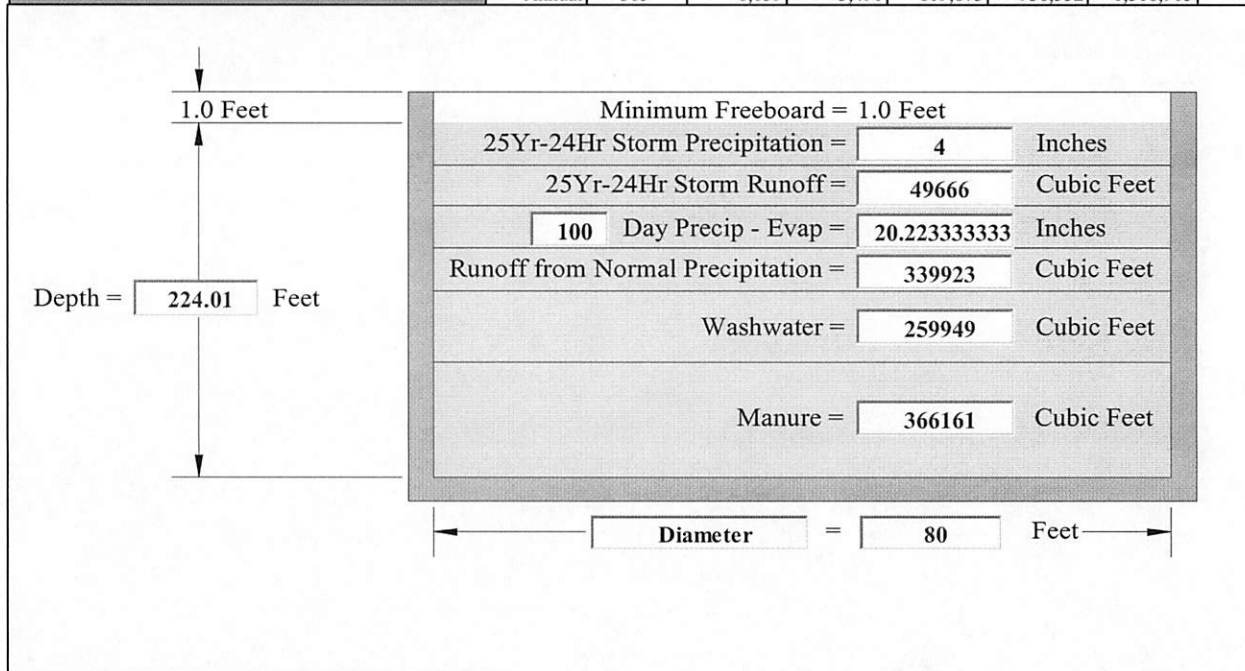 1.0 Feet
Minimum Freeboard = 1.0 Feet
25Yr-24Hr Storm Precipitation = 4 Inches
25Yr-24Hr Storm Runoff = 49666 Cubic Feet
100 Day Precip - Evap = 20.223333333 Inches
Runoff from Normal Precipitation = 339923 Cubic Feet
Depth = 224.01 Feet
Washwater = 259949 Cubic Feet
Manure = 366161 Cubic Feet
Diameter = 80 Feet